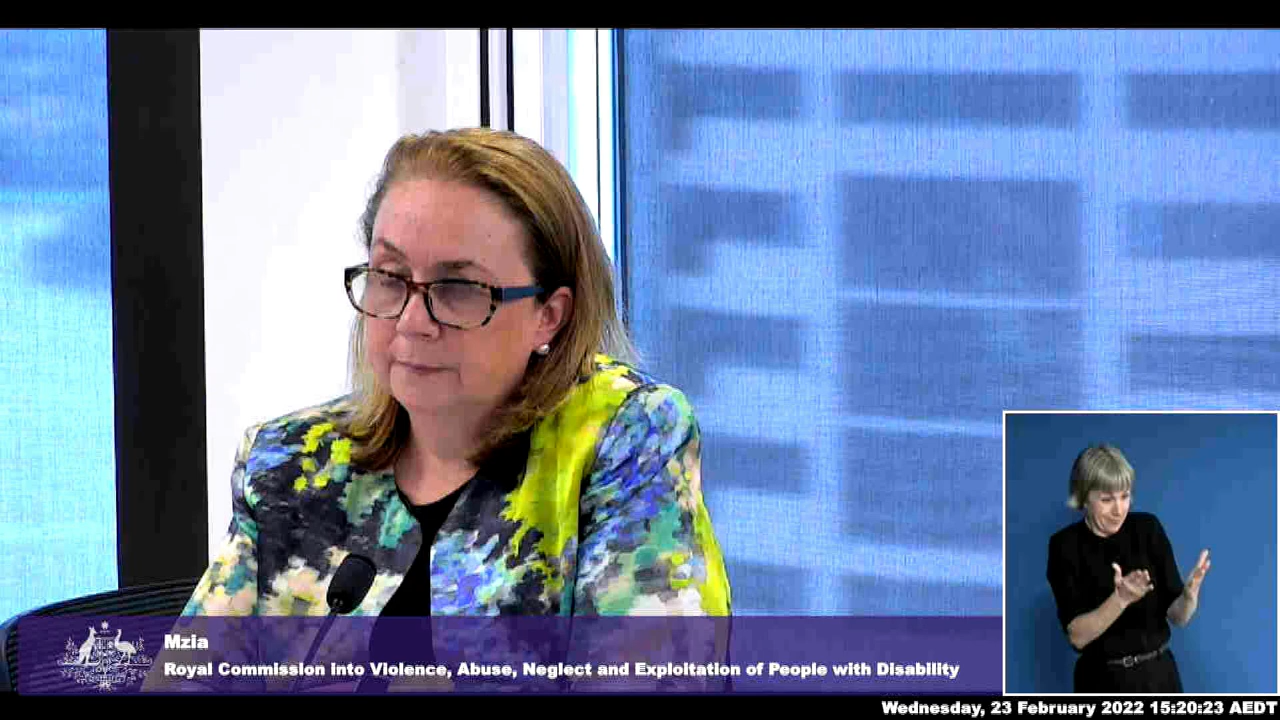 Mzia
Royal Commission into Violence, Abuse, Neglect and Exploitation of People with Disability
Wednesday, 23 February 2022 15:20:23 AEDT